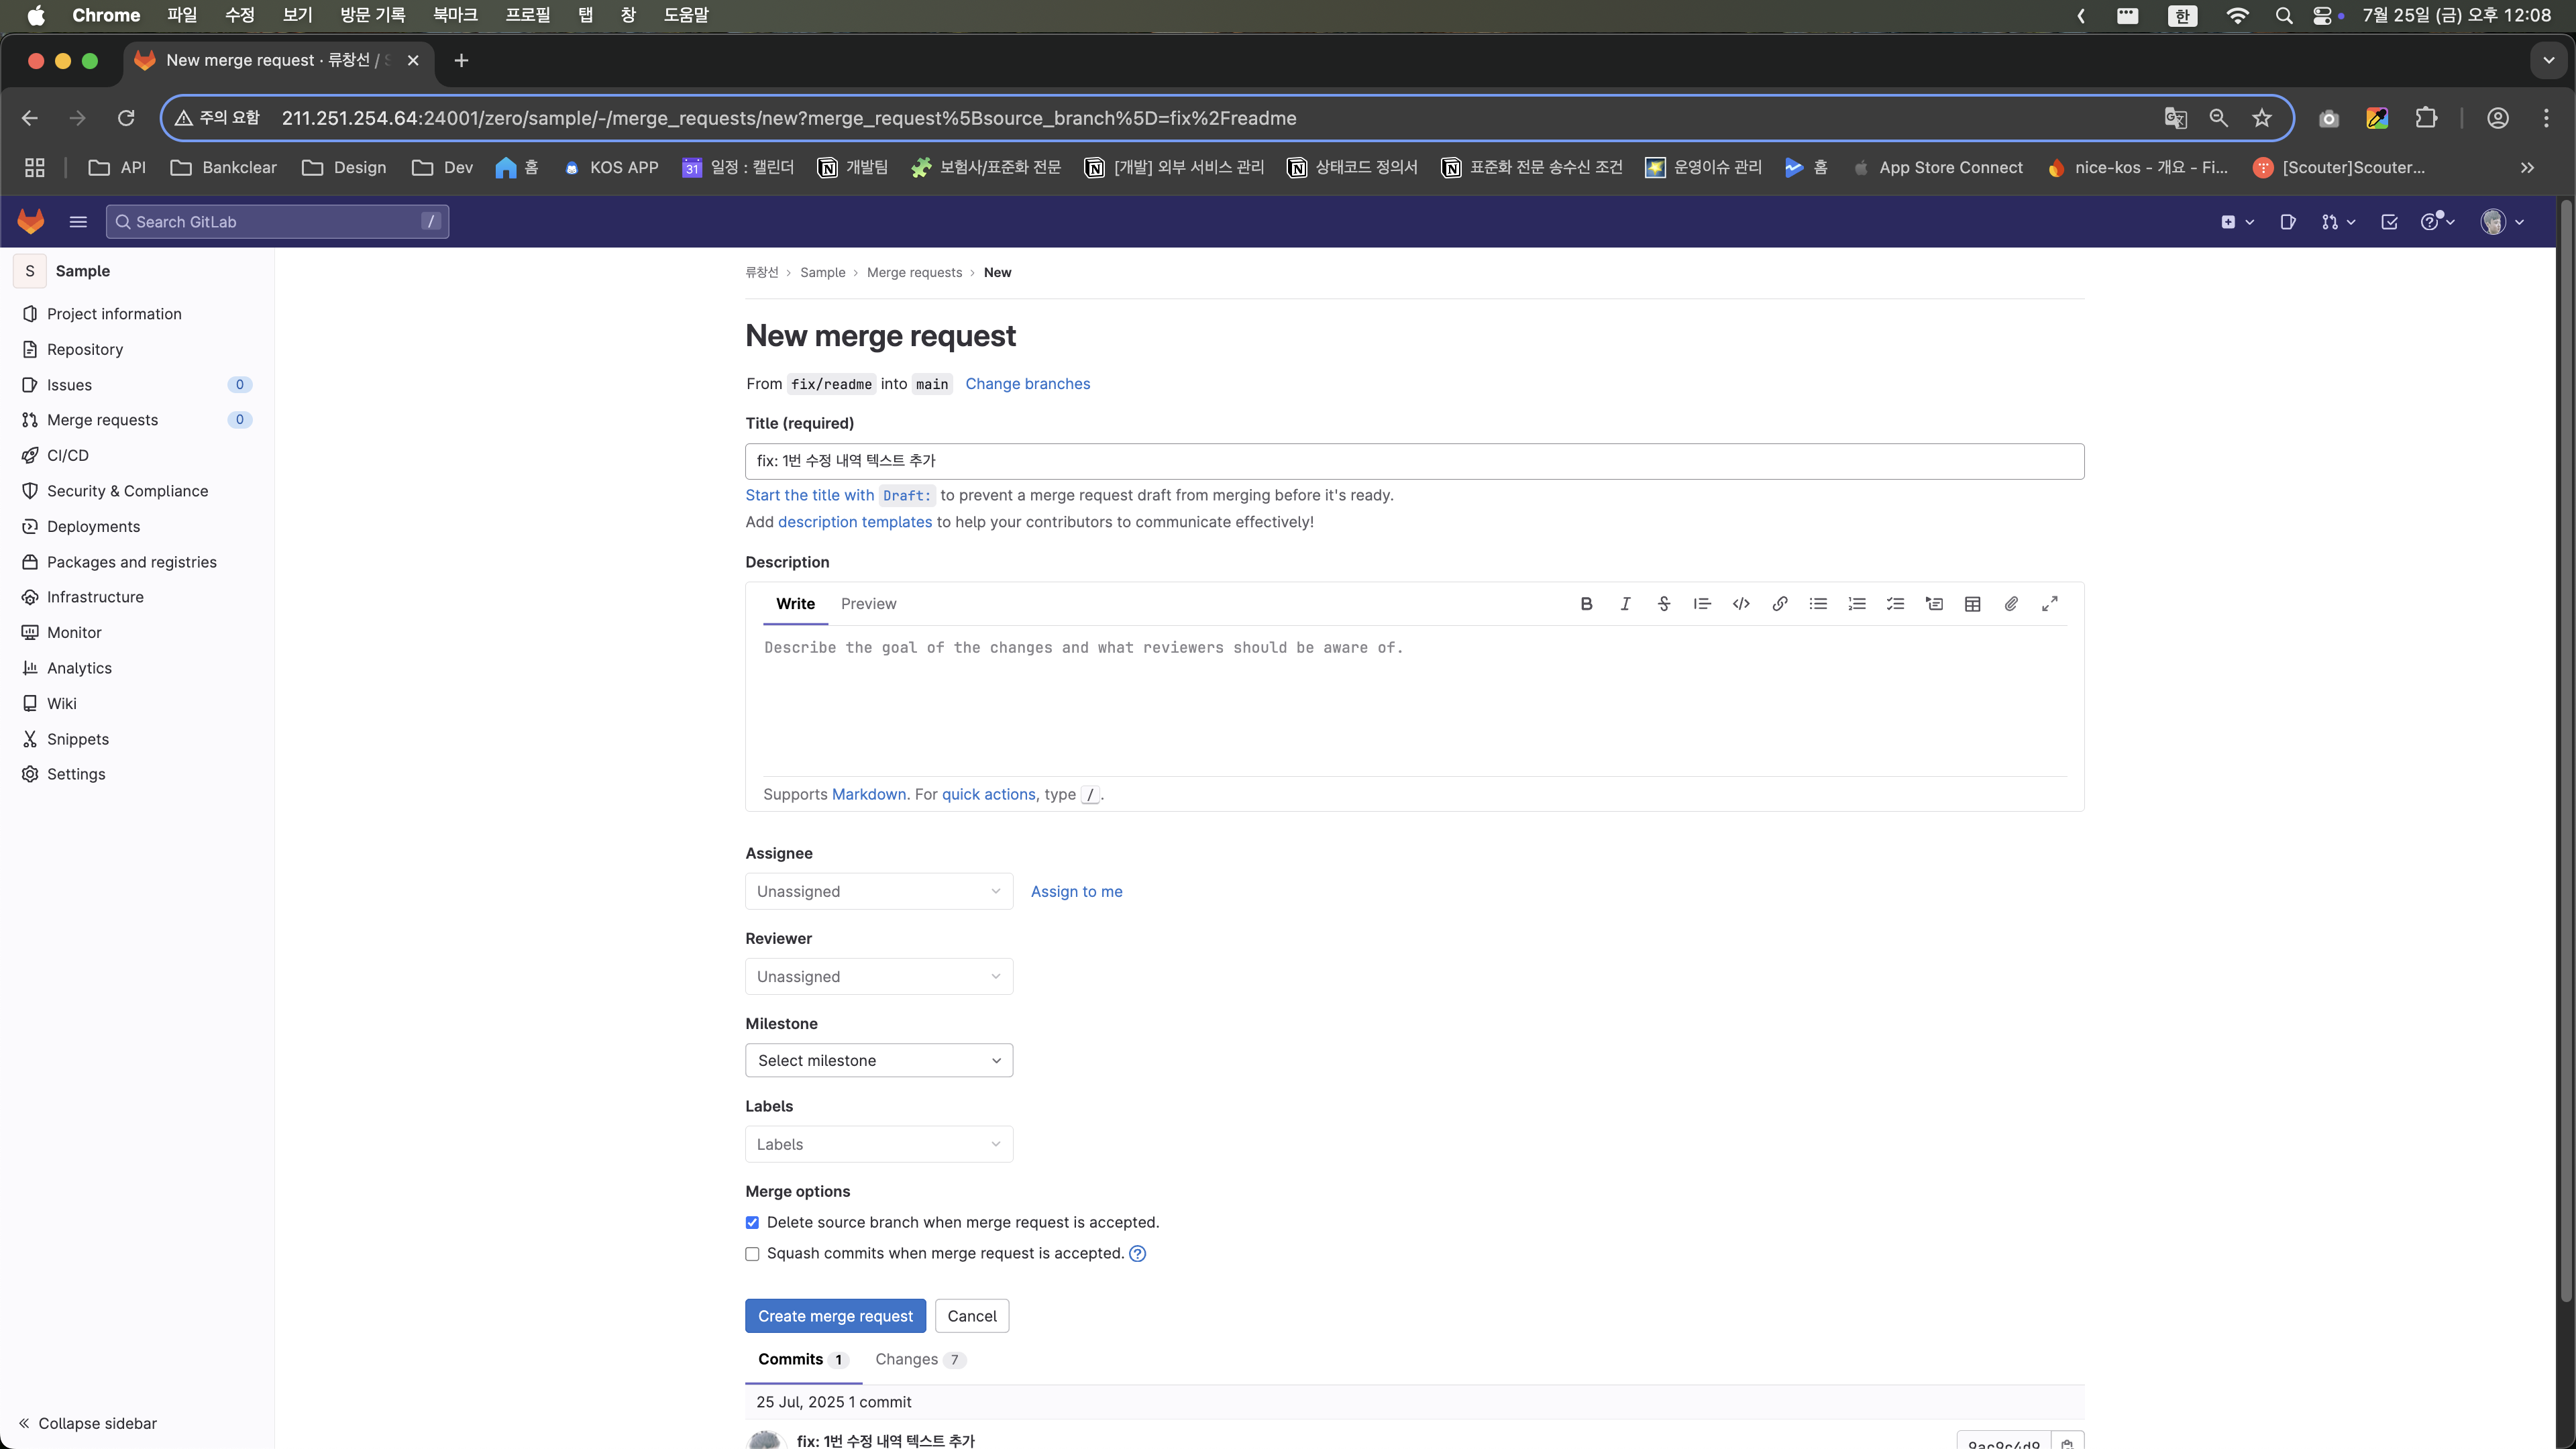 Chrome 파일 수정 보기 방문 기록 북마크 프로필 탭 창 도움말 한 7월 25일 (금) 오후 12:08
New merge request · 류창선 /
주의 요함 211.251.254.64:24001/zero/sample/-/merge_requests/new?merge_request%5Bsource_branch%5D=fix%2Freadme
API Bankclear Design Dev 홈 KOS APP 31 일정 : 캘린더 개발팀 보험사/표준화 전문 [개발] 외부 서비스 관리 상태코드 정의서 표준화 전문 송수신 조건 운영이슈 관리 홈 App Store Connect nice-kos - 개요 - Fi... [Scouter]Scouter...
Search GitLab /
S Sample
Project information
Repository
Issues 0
Merge requests 0
CI/CD
Security & Compliance
Deployments
Packages and registries
Infrastructure
Monitor
Analytics
Wiki
Snippets
Settings
Collapse sidebar
류창선 › Sample › Merge requests › New
New merge request
From fix/readme into main Change branches
Title (required)
fix: 1번 수정 내역 텍스트 추가
Start the title with Draft: to prevent a merge request draft from merging before it's ready.
Add description templates to help your contributors to communicate effectively!
Description
Write Preview
Describe the goal of the changes and what reviewers should be aware of.
Supports Markdown. For quick actions, type /.
Assignee
Unassigned Assign to me
Reviewer
Unassigned
Milestone
Select milestone
Labels
Labels
Merge options
Delete source branch when merge request is accepted.
Squash commits when merge request is accepted.
Create merge request Cancel
Commits 1 Changes 7
25 Jul, 2025 1 commit
fix: 1번 수정 내역 텍스트 추가 9ac9c4d9